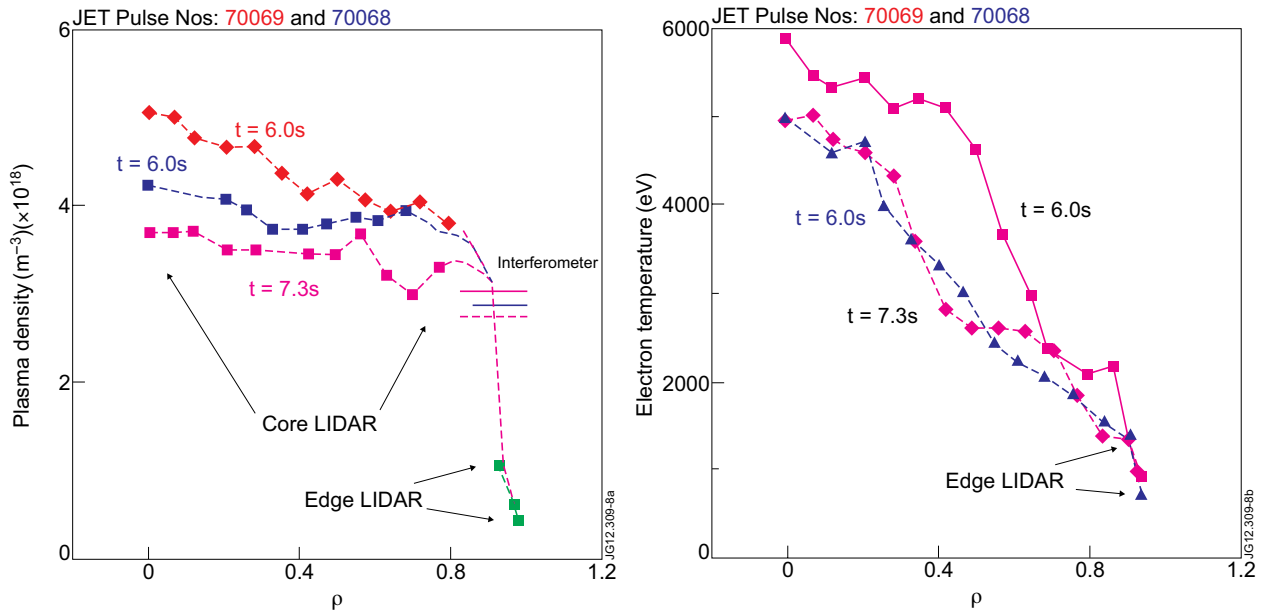 JET Pulse Nos: 70069 and 70068
6
4
2
0
Plasma density (m⁻³)(×10¹⁸)
t = 6.0s
t = 6.0s
t = 7.3s
Interferometer
Core LIDAR
Edge LIDAR
0
0.4
0.8
1.2
ρ
JG12.309-8a
JET Pulse Nos: 70069 and 70068
6000
4000
2000
0
Electron temperature (eV)
t = 6.0s
t = 6.0s
t = 7.3s
Edge LIDAR
0
0.4
0.8
1.2
ρ
JG12.309-8b